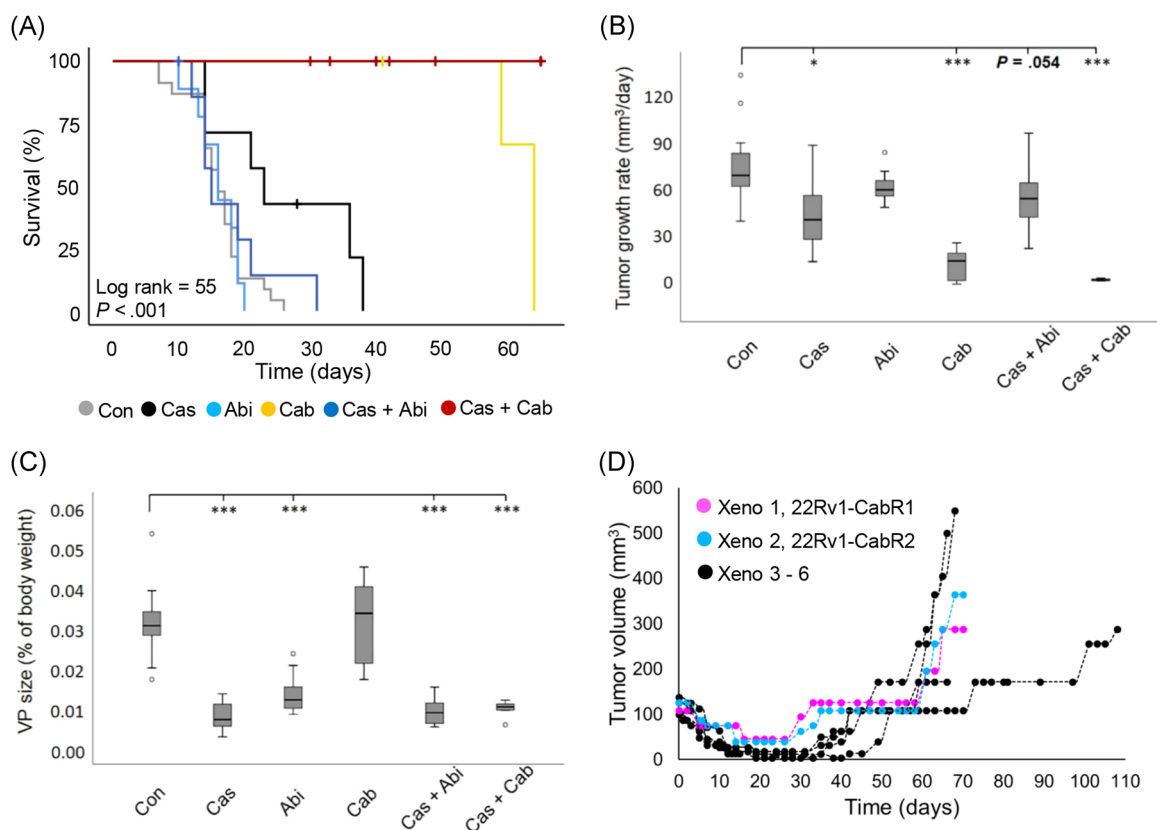 (A)
Survival (%)
100
75
50
25
0
Log rank = 55
P < .001
0 10 20 30 40 50 60
Time (days)
Con Cas Abi Cab Cas + Abi Cas + Cab
(B)
Tumor growth rate (mm³/day)
* *** P = .054 ***
120
90
60
30
0
Con Cas Abi Cab Cas + Abi Cas + Cab
(C)
VP size (% of body weight)
*** *** *** ***
0.06
0.05
0.04
0.03
0.02
0.01
0.00
Con Cas Abi Cab Cas + Abi Cas + Cab
(D)
Tumor volume (mm³)
600
500
400
300
200
100
0
Xeno 1, 22Rv1-CabR1
Xeno 2, 22Rv1-CabR2
Xeno 3 - 6
0 10 20 30 40 50 60 70 80 90 100 110
Time (days)